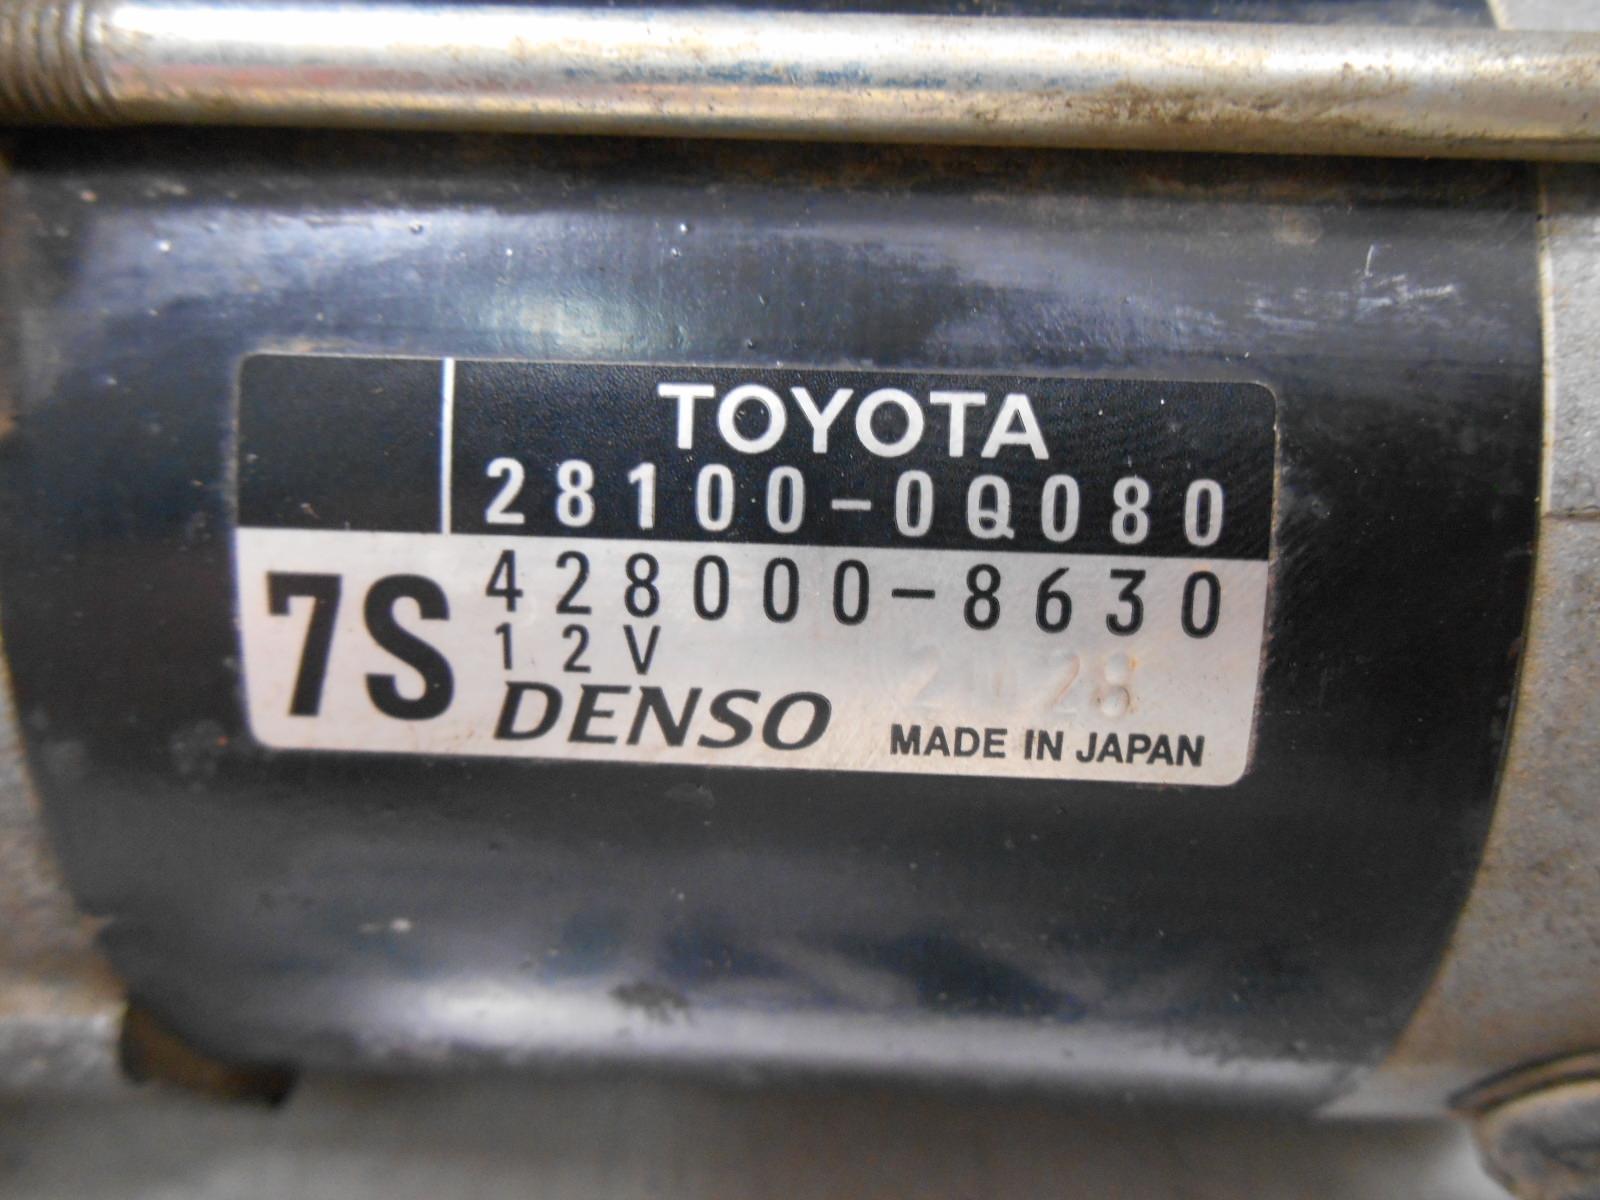 TOYOTA
28100-0Q080
7S
428000-8630
12V
DENSO
MADE IN JAPAN